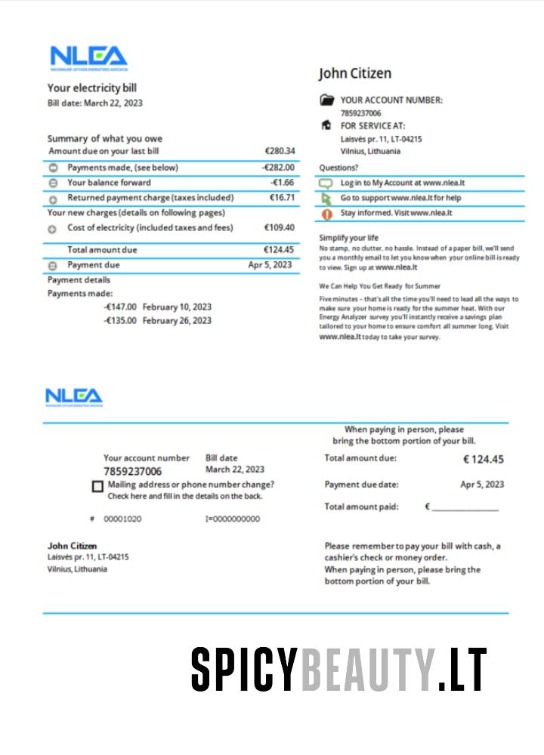 NLEA
Your electricity bill
Bill date: March 22, 2023
Summary of what you owe
Amount due on your last bill €280.34
Payments made, (see below) -€282.00
Your balance forward -€1.66
Returned payment charge (taxes included) €16.71
Your new charges (details on following pages)
Cost of electricity (included taxes and fees) €109.40
Total amount due €124.45
Payment due Apr 5, 2023
Payment details
Payments made:
-€147.00 February 10, 2023
-€135.00 February 26, 2023
John Citizen
YOUR ACCOUNT NUMBER:
7859237006
FOR SERVICE AT:
Laisvės pr. 11, LT-04215
Vilnius, Lithuania
Questions?
Log in to My Account at www.nlea.lt
Go to support www.nlea.lt for help
Stay informed. Visit www.nlea.lt
Simplify your life
No stamp, no clutter, no hassle. Instead of a paper bill, we'll send
you a monthly email to let you know when your online bill is ready
to view. Sign up at www.nlea.lt
We Can Help You Get Ready for Summer
Five minutes – that's all the time you'll need to lead all the ways to
make sure your home is ready for the summer heat. With our
Energy Analyzer survey you'll instantly receive a savings plan
tailored to your home to ensure comfort all summer long. Visit
www.nlea.lt today to take your survey.
NLEA
Your account number Bill date
7859237006 March 22, 2023
Mailing address or phone number change?
Check here and fill in the details on the back.
# 00001020 I=0000000000
John Citizen
Laisvės pr. 11, LT-04215
Vilnius, Lithuania
When paying in person, please
bring the bottom portion of your bill.
Total amount due: € 124.45
Payment due date: Apr 5, 2023
Total amount paid: € ______________
Please remember to pay your bill with cash, a
cashier's check or money order.
When paying in person, please bring the
bottom portion of your bill.
SPICYBEAUTY.LT